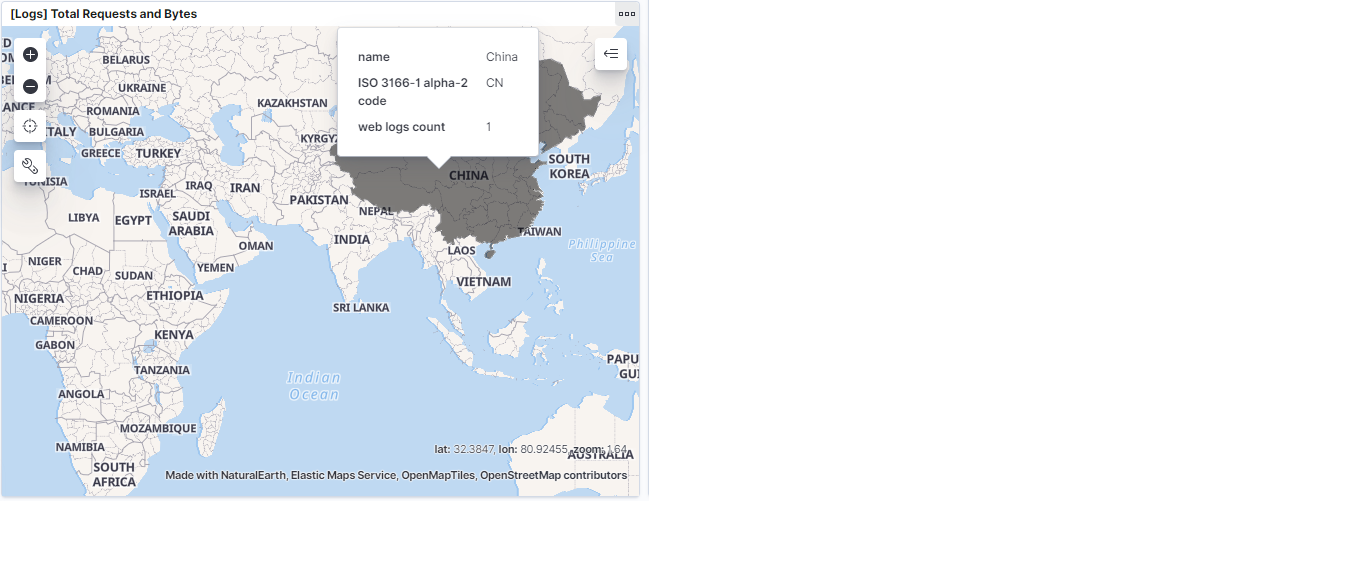 [Logs] Total Requests and Bytes
name China
ISO 3166-1 alpha-2 CN
code
web logs count 1
BELARUS
UKRAINE
KAZAKHSTAN
ROMANIA
BULGARIA
GREECE
TURKEY
CHINA
SOUTH
KOREA
ISRAEL
IRAQ
IRAN
PAKISTAN
NEPAL
LIBYA
EGYPT
SAUDI
ARABIA
INDIA
TAIWAN
OMAN
LAOS
Philippine
Sea
NIGER
CHAD
SUDAN
YEMEN
VIETNAM
NIGERIA
ETHIOPIA
SRI LANKA
CAMEROON
KENYA
GABON
TANZANIA
PAPU
GUI
Indian
Ocean
ANGOLA
MOZAMBIQUE
NAMIBIA
lat: 32.3847, lon: 80.92455, zoom: 1.64
AUSTRALIA
SOUTH
AFRICA
Made with NaturalEarth, Elastic Maps Service, OpenMapTiles, OpenStreetMap contributors